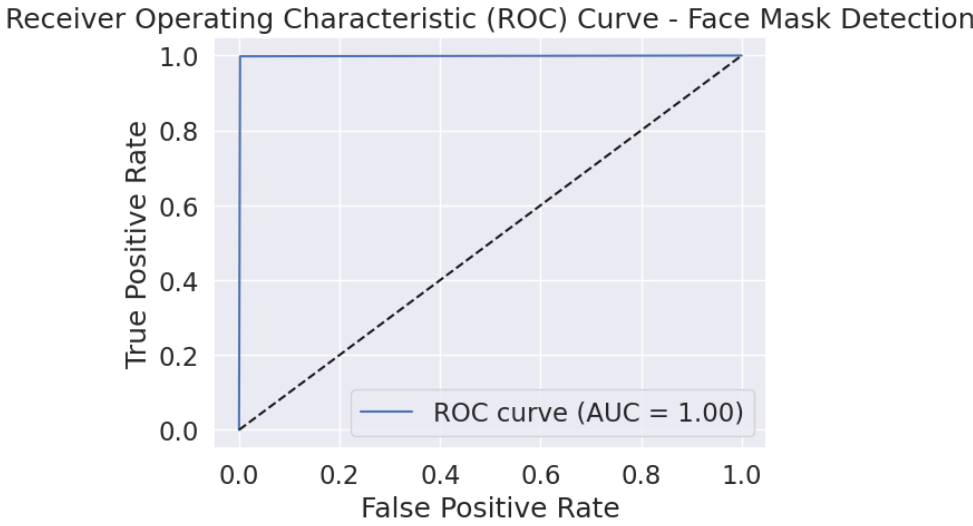 Receiver Operating Characteristic (ROC) Curve - Face Mask Detection
True Positive Rate
1.0
0.8
0.6
0.4
0.2
0.0
ROC curve (AUC = 1.00)
0.0 0.2 0.4 0.6 0.8 1.0
False Positive Rate